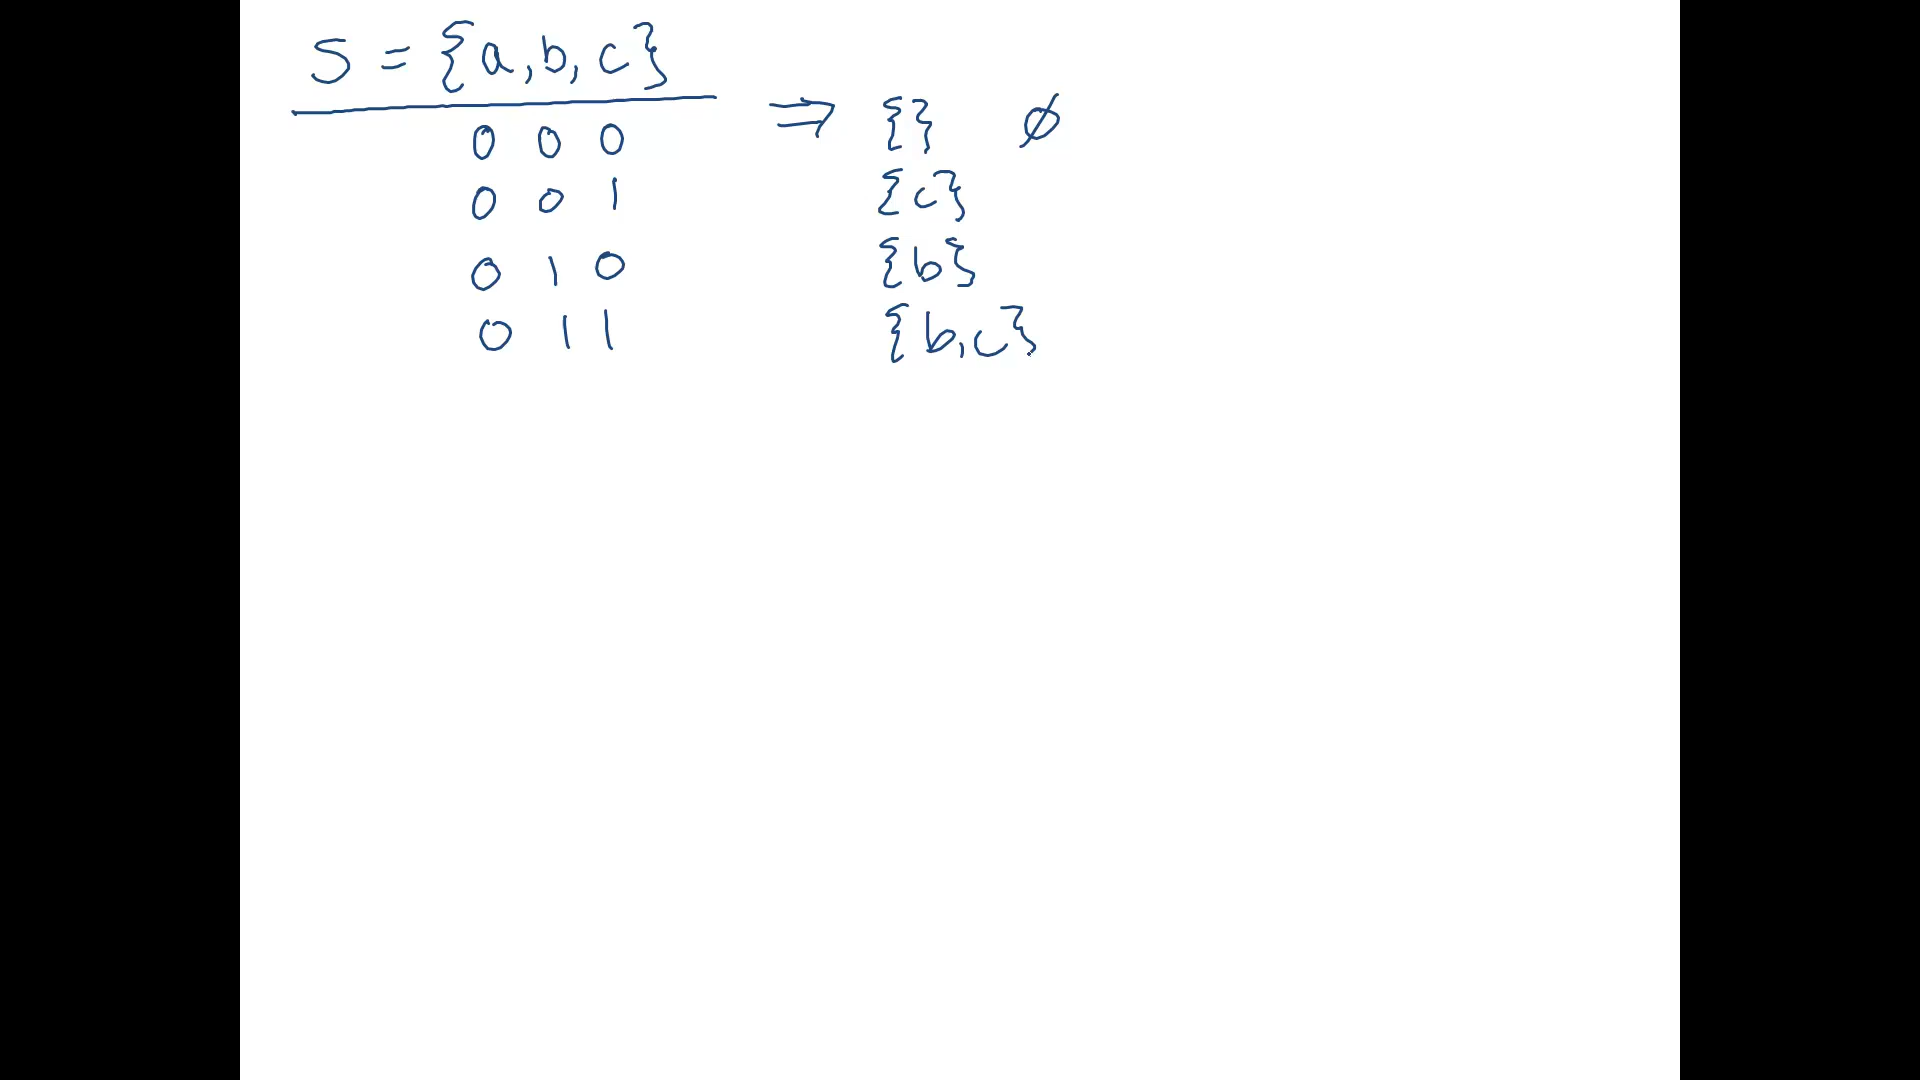 S = {a, b, c}
0 0 0 ⇒ {} ∅
0 0 1 {c}
0 1 0 {b}
0 1 1 {b, c}